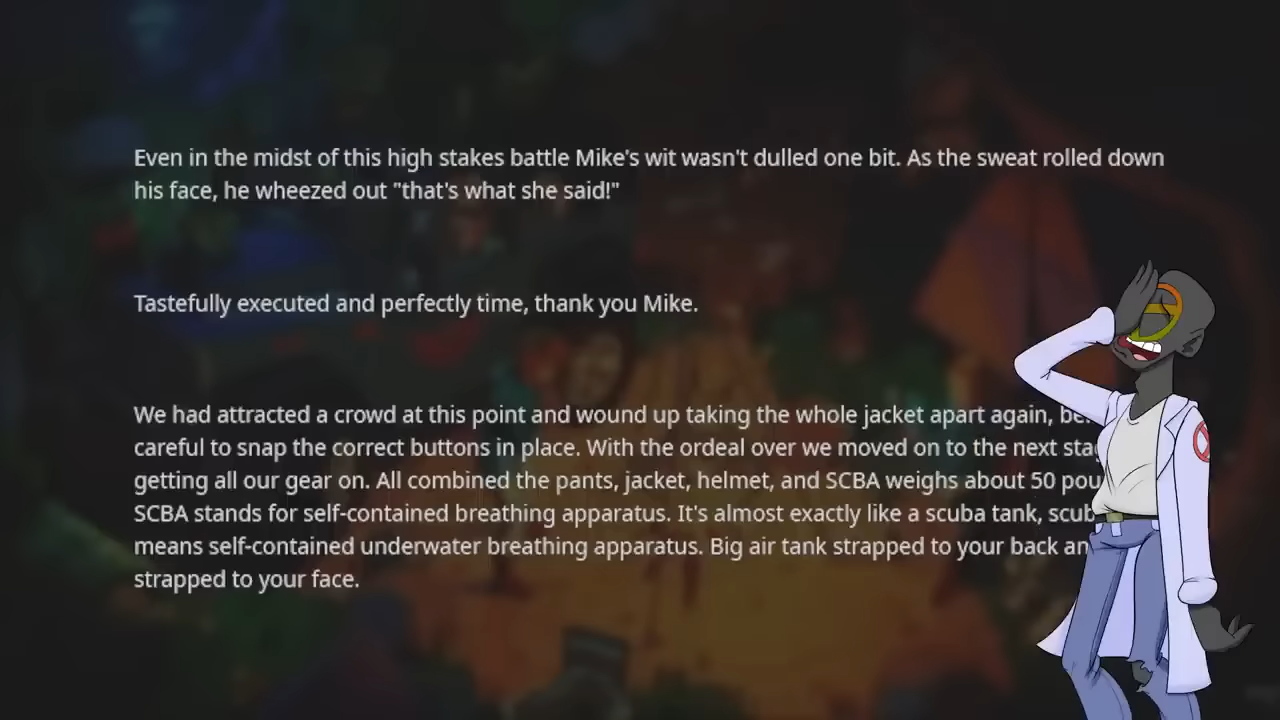 Even in the midst of this high stakes battle Mike's wit wasn't dulled one bit. As the sweat rolled down
his face, he wheezed out "that's what she said!"
Tastefully executed and perfectly time, thank you Mike.
We had attracted a crowd at this point and wound up taking the whole jacket apart again,
careful to snap the correct buttons in place. With the ordeal over we moved on to the next
getting all our gear on. All combined the pants, jacket, helmet, and SCBA weighs about 50
SCBA stands for self-contained breathing apparatus. It's almost exactly like a scuba tank,
means self-contained underwater breathing apparatus. Big air tank strapped to your back
strapped to your face.